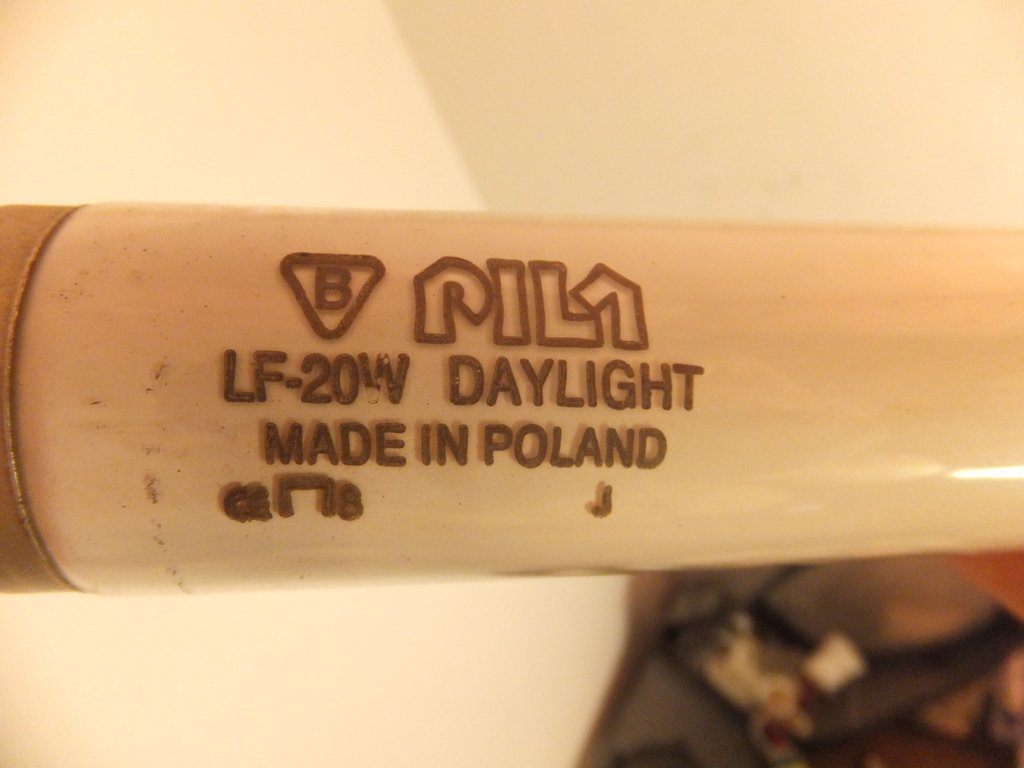 B PILA
LF-20W DAYLIGHT
MADE IN POLAND
J